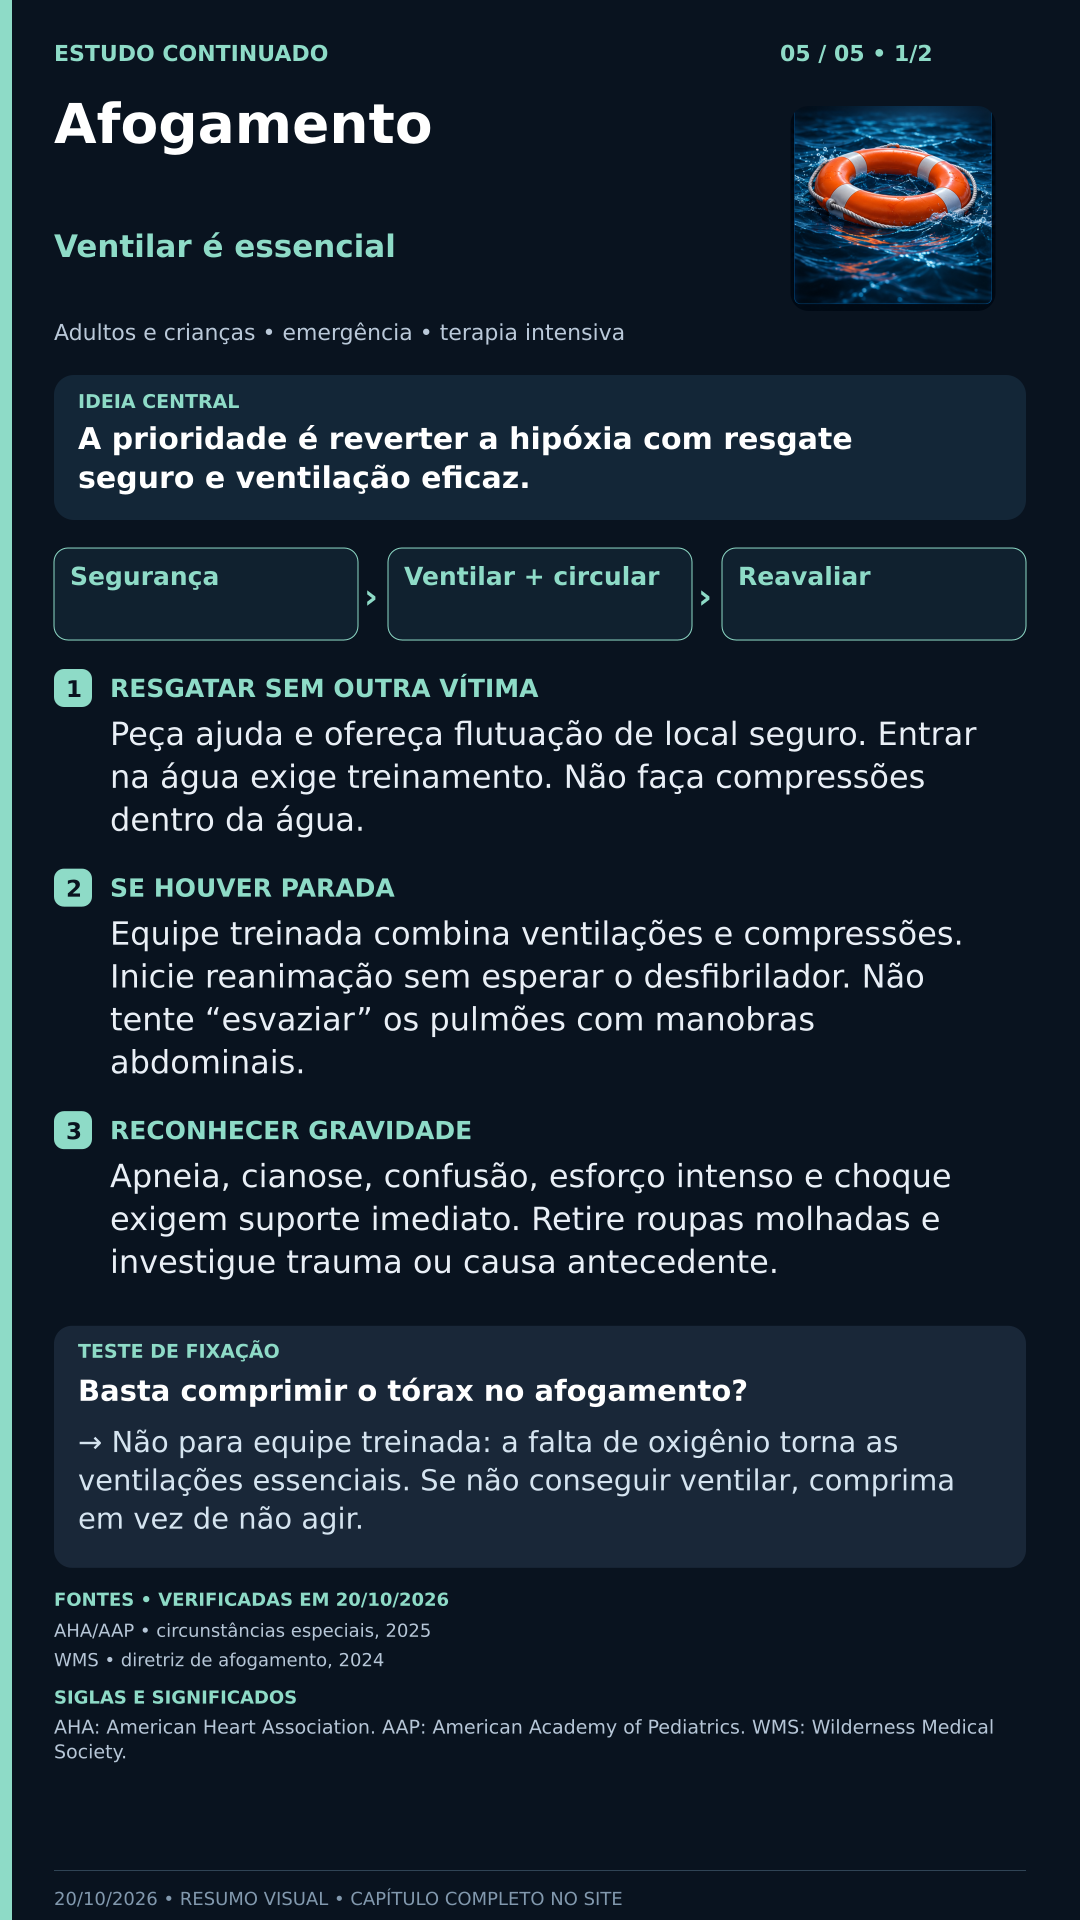 ESTUDO CONTINUADO
05 / 05 • 1/2
Afogamento
Ventilar é essencial
Adultos e crianças • emergência • terapia intensiva
IDEIA CENTRAL
A prioridade é reverter a hipóxia com resgate
seguro e ventilação eficaz.
Segurança
›
Ventilar + circular
›
Reavaliar
1 RESGATAR SEM OUTRA VÍTIMA
Peça ajuda e ofereça flutuação de local seguro. Entrar
na água exige treinamento. Não faça compressões
dentro da água.
2 SE HOUVER PARADA
Equipe treinada combina ventilações e compressões.
Inicie reanimação sem esperar o desfibrilador. Não
tente “esvaziar” os pulmões com manobras
abdominais.
3 RECONHECER GRAVIDADE
Apneia, cianose, confusão, esforço intenso e choque
exigem suporte imediato. Retire roupas molhadas e
investigue trauma ou causa antecedente.
TESTE DE FIXAÇÃO
Basta comprimir o tórax no afogamento?
→ Não para equipe treinada: a falta de oxigênio torna as
ventilações essenciais. Se não conseguir ventilar, comprima
em vez de não agir.
FONTES • VERIFICADAS EM 20/10/2026
AHA/AAP • circunstâncias especiais, 2025
WMS • diretriz de afogamento, 2024
SIGLAS E SIGNIFICADOS
AHA: American Heart Association. AAP: American Academy of Pediatrics. WMS: Wilderness Medical
Society.
20/10/2026 • RESUMO VISUAL • CAPÍTULO COMPLETO NO SITE